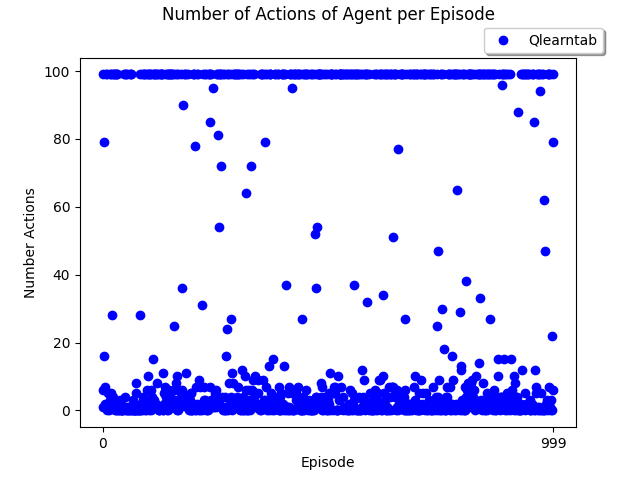 Number of Actions of Agent per Episode
Qlearntab
100
80
60
40
20
0
Number Actions
0 999
Episode